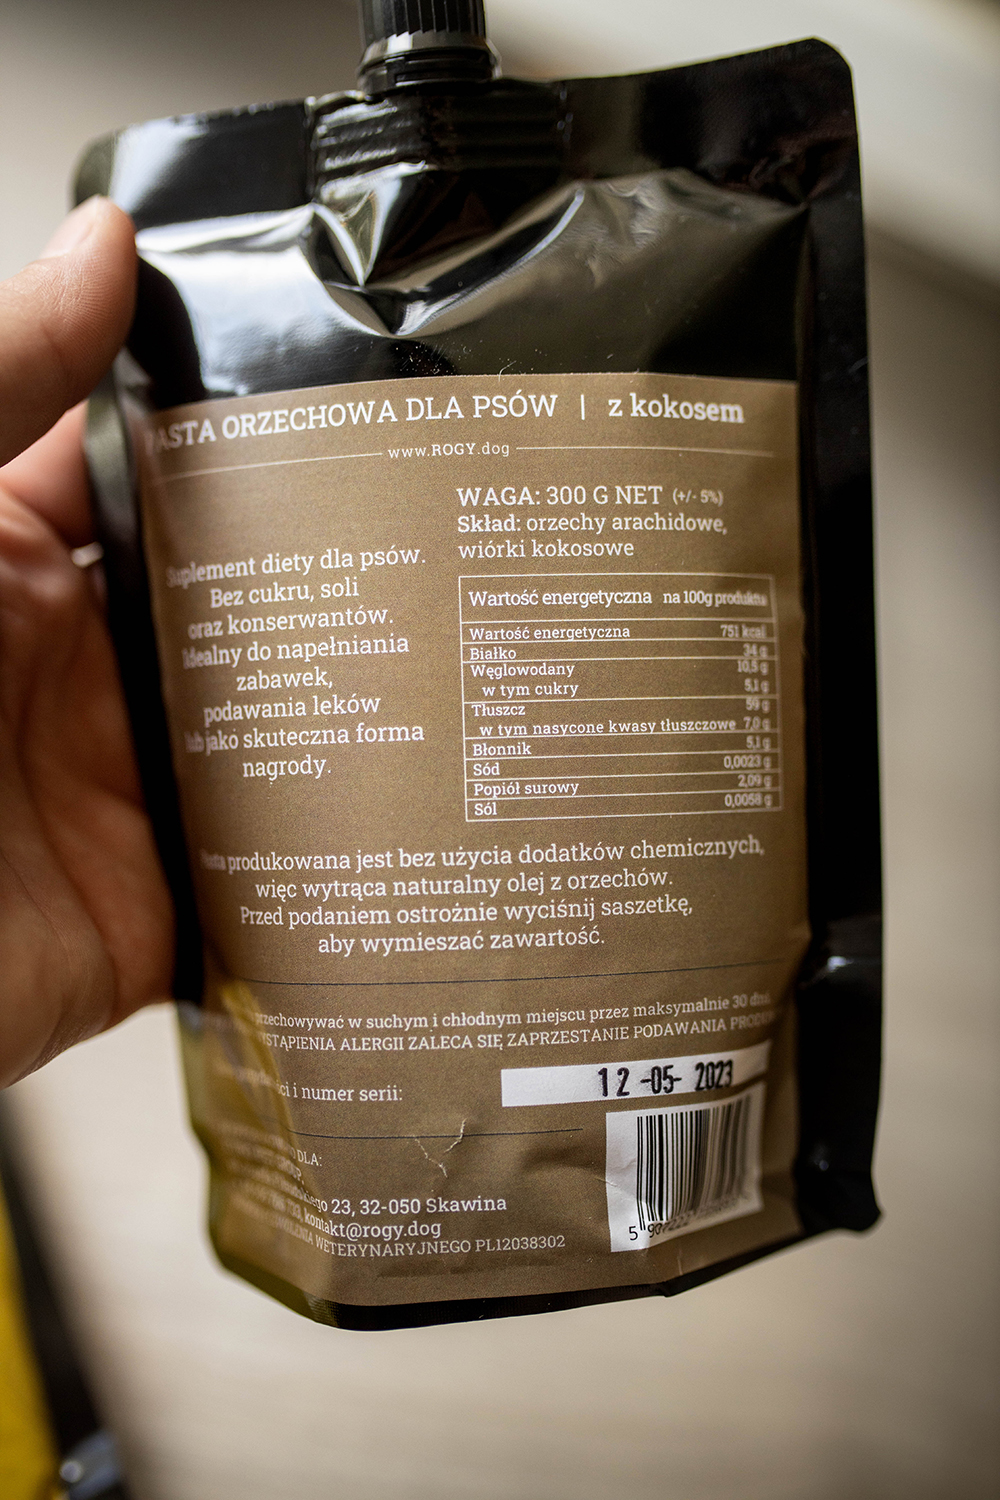 PASTA ORZECHOWA DLA PSÓW | z kokosem
www.ROGY.dog
WAGA: 300 G NET (+/- 5%)
Skład: orzechy arachidowe,
wiórki kokosowe
Suplement diety dla psów.
Bez cukru, soli
oraz konserwantów.
Idealny do napełniania
zabawek,
podawania leków
lub jako skuteczna forma
nagrody.
Wartość energetyczna na 100g produktu
Wartość energetyczna 751 kcal
Białko 34 g
Węglowodany 10,5 g
w tym cukry 5,1 g
Tłuszcz 59 g
w tym nasycone kwasy tłuszczowe 7,0 g
Błonnik 5,1 g
Sód 0,0023 g
Popiół surowy 2,09 g
Sól 0,0058 g
Pasta produkowana jest bez użycia dodatków chemicznych,
więc wytrąca naturalny olej z orzechów.
Przed podaniem ostrożnie wyciśnij saszetkę,
aby wymieszać zawartość.
przechowywać w suchym i chłodnym miejscu przez maksymalnie 30 dni.
WYSTĄPIENIA ALERGII ZALECA SIĘ ZAPRZESTANIE PODAWANIA
i numer serii:
12-05-2023
DLA:
23, 32-050 Skawina
kontakt@rogy.dog
WETERYNARYJNEGO PL12038302